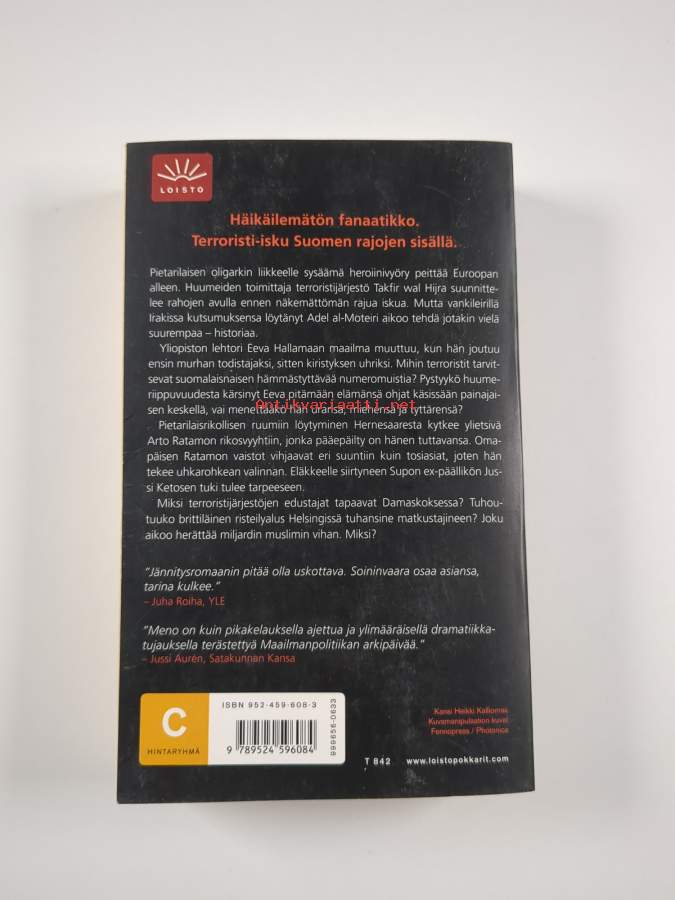 LOISTO
Häikäilemätön fanaatikko.
Terroristi-isku Suomen rajojen sisällä.
Pietarilaisen oligarkin liikkeelle sysäämä heroiinivyöry peittää Euroopan
alleen. Huumeiden toimittaja terroristijärjestö Takfir wal Hijra suunnitte-
lee rahojen avulla ennen näkemättömän rajua iskua. Mutta vankileirillä
Irakissa kutsumuksensa löytänyt Adel al-Moteiri aikoo tehdä jotakin vielä
suurempaa – historiaa.
Yliopiston lehtori Eeva Hallamaan maailma muuttuu, kun hän joutuu
ensin murhan todistajaksi, sitten kiristyksen uhriksi. Mihin terroristit tarvit-
sevat suomalaisnaisen hämmästyttävää numeromuistia? Pystyykö huume-
riippuvuudesta kärsinyt Eeva pitämään elämänsä ohjat käsissään painajai-
sen keskellä, vai menettääkö hän uransa, miehensä ja tyttärensä?
Antikvariaatti.net
Pietarilaisrikollisen ruumiin löytyminen Hernesaaresta kytkee ylietsivä
Arto Ratamon rikosvyyhtiin, jonka pääepäilty on hänen tuttavansa. Oma-
päisen Ratamon vaistot vihjaavat eri suuntiin kuin tosiasiat, joten hän
tekee uhkarohkean valinnan. Eläkkeelle siirtyneen Supon ex-päällikön Jus-
si Ketosen tuki tulee tarpeeseen.
Miksi terroristijärjestöjen edustajat tapaavat Damaskoksessa? Tuhou-
tuuko brittiläinen risteilyalus Helsingissä tuhansine matkustajineen? Joku
aikoo herättää miljardin muslimin vihan. Miksi?
"Jännitysromaanin pitää olla uskottava. Soininvaara osaa asiansa,
tarina kulkee."
– Juha Roiha, YLE
"Meno on kuin pikakelauksella ajettua ja ylimääräisellä dramatiikka-
tujauksella terästettyä Maailmanpolitiikan arkipäivää."
– Jussi Aurén, Satakunnan Kansa
C
HINTARYHMÄ
ISBN 952-459-608-3
9 789524 596084
999656-0633
Kansi Heikki Kalliomaa
Kuvamanipulaation kuvat
Fennopress / Photonica
T 842
www.loistopokkarit.com